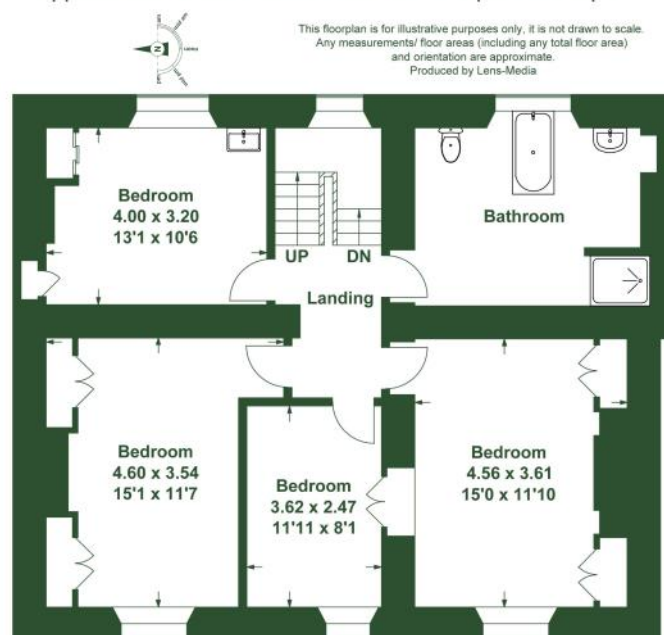 This floorplan is for illustrative purposes only, it is not drawn to scale.
Any measurements/ floor areas (including any total floor area)
and orientation are approximate.
Produced by Lens-Media
N
Bedroom
4.00 x 3.20
13'1 x 10'6
UP
DN
Bathroom
Landing
Bedroom
4.60 x 3.54
15'1 x 11'7
Bedroom
3.62 x 2.47
11'11 x 8'1
Bedroom
4.56 x 3.61
15'0 x 11'10